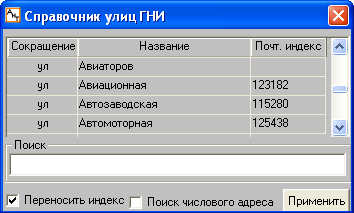 Справочник улиц ГНИ
Сокращение Название Почт. индекс
ул Авиаторов
ул Авиационная 123182
ул Автозаводская 115280
ул Автомоторная 125438
Поиск
Переносить индекс Поиск числового адреса Применить